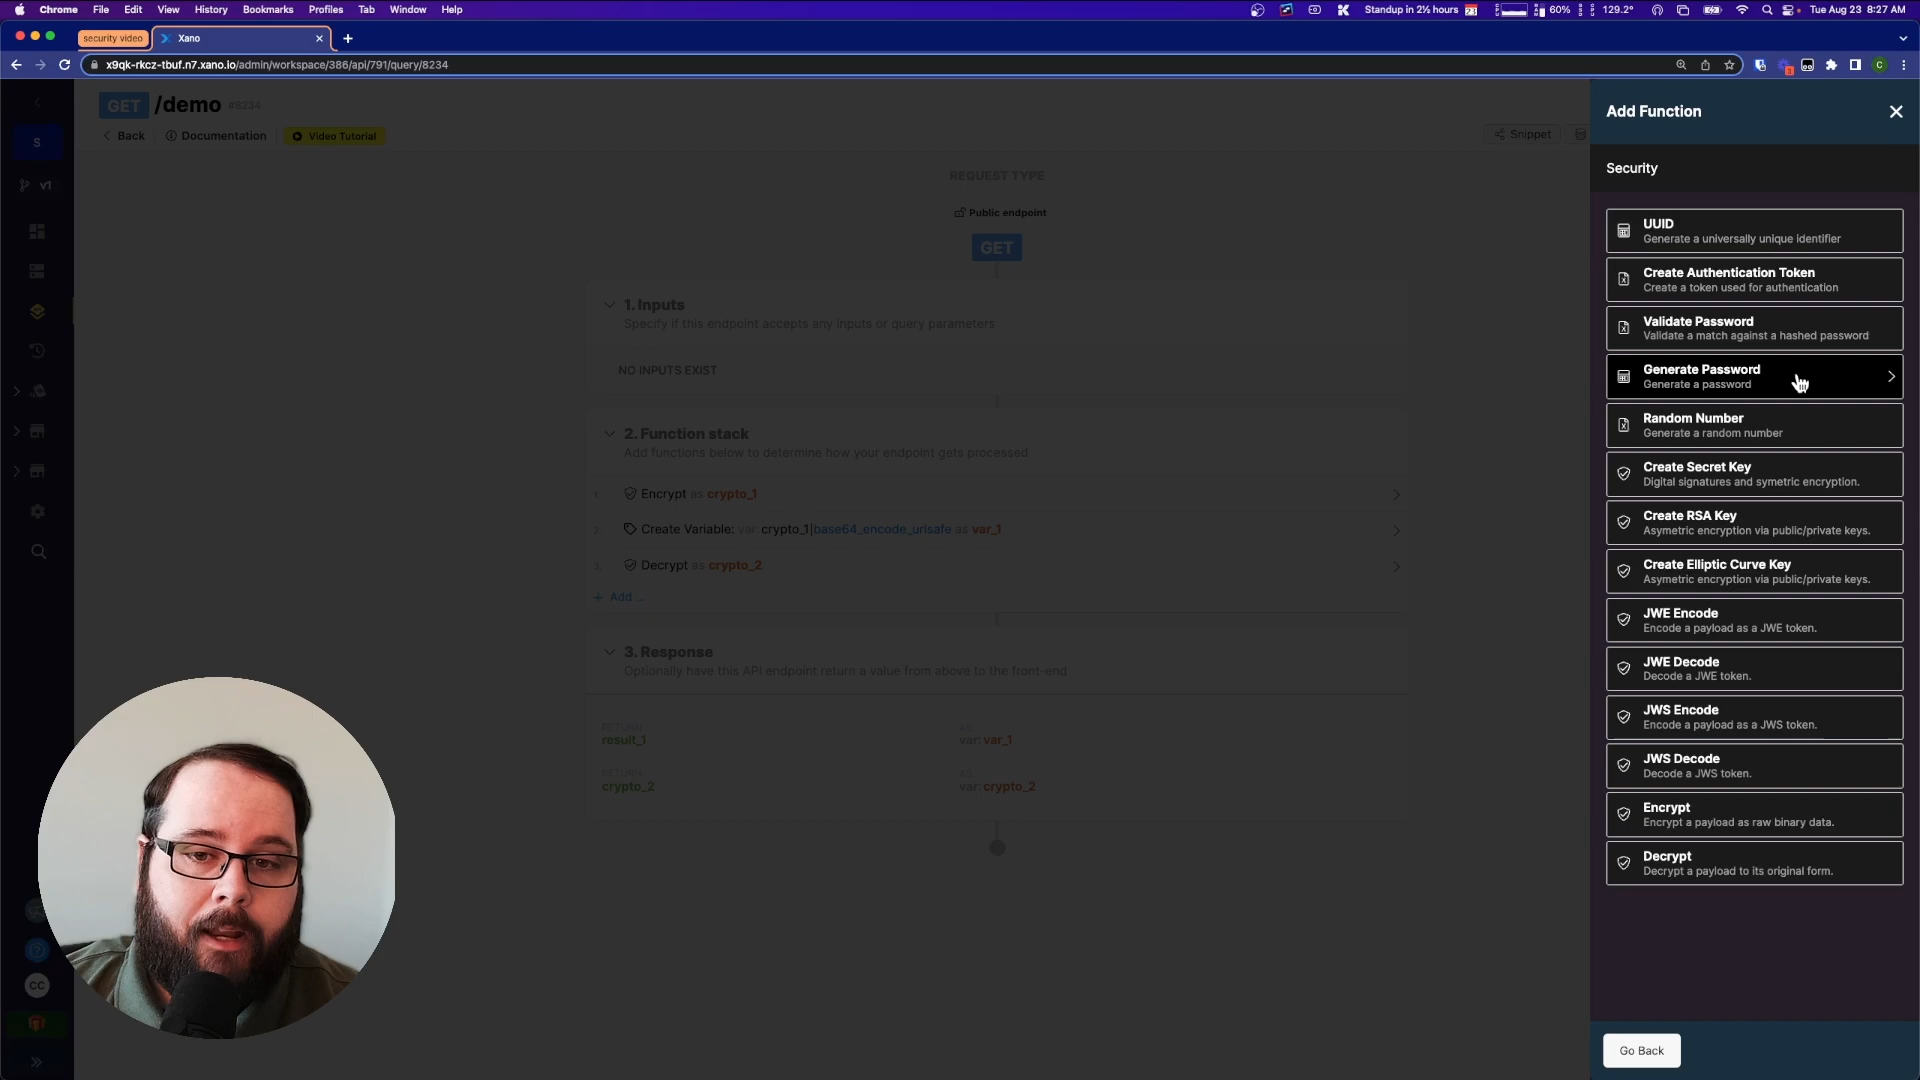 Chrome File Edit View History Bookmarks Profiles Tab Window Help
Standup in 2½ hours 60% 129.2° Tue Aug 23 8:27 AM
security video Xano
x9qk-rkcz-tbuf.n7.xano.io/admin/workspace/386/api/791/query/8234
C
GET /demo #8234
Back Documentation Video Tutorial
Snippet
S
v1
REQUEST TYPE
Public endpoint
GET
1. Inputs
Specify if this endpoint accepts any inputs or query parameters
NO INPUTS EXIST
2. Function stack
Add functions below to determine how your endpoint gets processed
1. Encrypt as crypto_1
2. Create Variable: var: crypto_1|base64_encode_urlsafe as var_1
3. Decrypt as crypto_2
+ Add ...
3. Response
Optionally have this API endpoint return a value from above to the front-end
RETURN AS
result_1 var: var_1
RETURN AS
crypto_2 var: crypto_2
CC
Add Function
Security
UUID
Generate a universally unique identifier
Create Authentication Token
Create a token used for authentication
Validate Password
Validate a match against a hashed password
Generate Password
Generate a password
Random Number
Generate a random number
Create Secret Key
Digital signatures and symetric encryption.
Create RSA Key
Asymetric encryption via public/private keys.
Create Elliptic Curve Key
Asymetric encryption via public/private keys.
JWE Encode
Encode a payload as a JWE token.
JWE Decode
Decode a JWE token.
JWS Encode
Encode a payload as a JWS token.
JWS Decode
Decode a JWS token.
Encrypt
Encrypt a payload as raw binary data.
Decrypt
Decrypt a payload to its original form.
Go Back